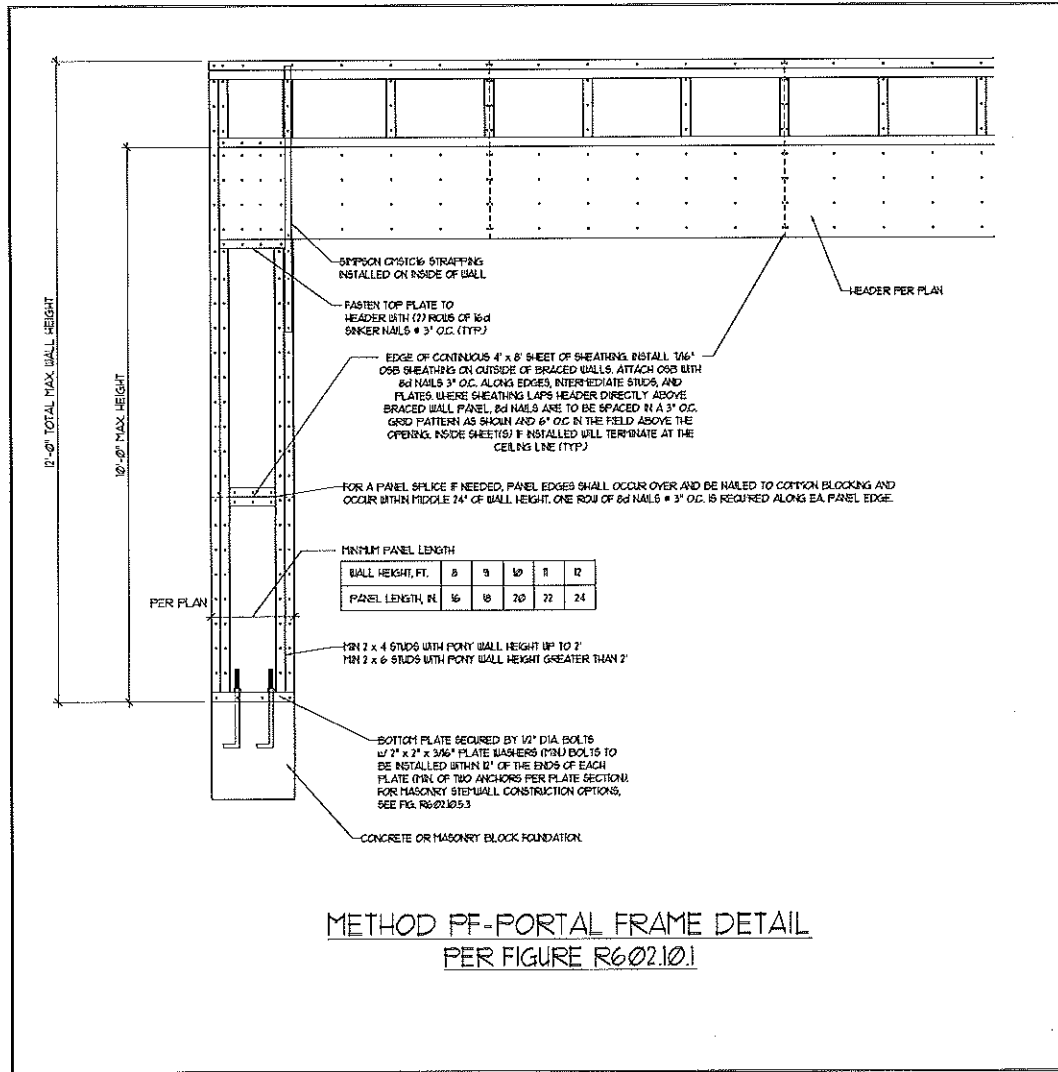 12'-0" TOTAL MAX. WALL HEIGHT
10'-0" MAX. HEIGHT
SIMPSON CMSTC16 STRAPPING
INSTALLED ON INSIDE OF WALL
HEADER PER PLAN
FASTEN TOP PLATE TO
HEADER WITH (2) ROWS OF 16d
SINKER NAILS @ 3" O.C. (TYP.)
EDGE OF CONTINUOUS 4' x 8' SHEET OF SHEATHING. INSTALL 7/16"
OSB SHEATHING ON OUTSIDE OF BRACED WALLS. ATTACH OSB WITH
8d NAILS 3" O.C. ALONG EDGES, INTERMEDIATE STUDS, AND
PLATES. WHERE SHEATHING LAPS HEADER DIRECTLY ABOVE
BRACED WALL PANEL, 8d NAILS ARE TO BE SPACED IN A 3" O.C.
GRID PATTERN AS SHOWN AND 6" O.C. IN THE FIELD ABOVE THE
OPENING. INSIDE SHEET(S) IF INSTALLED WILL TERMINATE AT THE
CEILING LINE (TYP.)
FOR A PANEL SPLICE IF NEEDED, PANEL EDGES SHALL OCCUR OVER AND BE NAILED TO COMMON BLOCKING AND
OCCUR WITHIN MIDDLE 24" OF WALL HEIGHT. ONE ROW OF 8d NAILS @ 3" O.C. IS REQUIRED ALONG EA. PANEL EDGE.
MINIMUM PANEL LENGTH
WALL HEIGHT, FT. 8 9 10 11 12
PANEL LENGTH, IN. 16 18 20 22 24
PER PLAN
MIN 2 x 4 STUDS WITH PONY WALL HEIGHT UP TO 2'
MIN 2 x 6 STUDS WITH PONY WALL HEIGHT GREATER THAN 2'
BOTTOM PLATE SECURED BY 1/2" DIA. BOLTS
w/ 2" x 2" x 3/16" PLATE WASHERS (MIN.) BOLTS TO
BE INSTALLED WITHIN 12" OF THE ENDS OF EACH
PLATE (MIN. OF TWO ANCHORS PER PLATE SECTION).
FOR MASONRY STEMWALL CONSTRUCTION OPTIONS,
SEE FIG. R602.10.5.3
CONCRETE OR MASONRY BLOCK FOUNDATION.
METHOD PF-PORTAL FRAME DETAIL
PER FIGURE R602.10.1